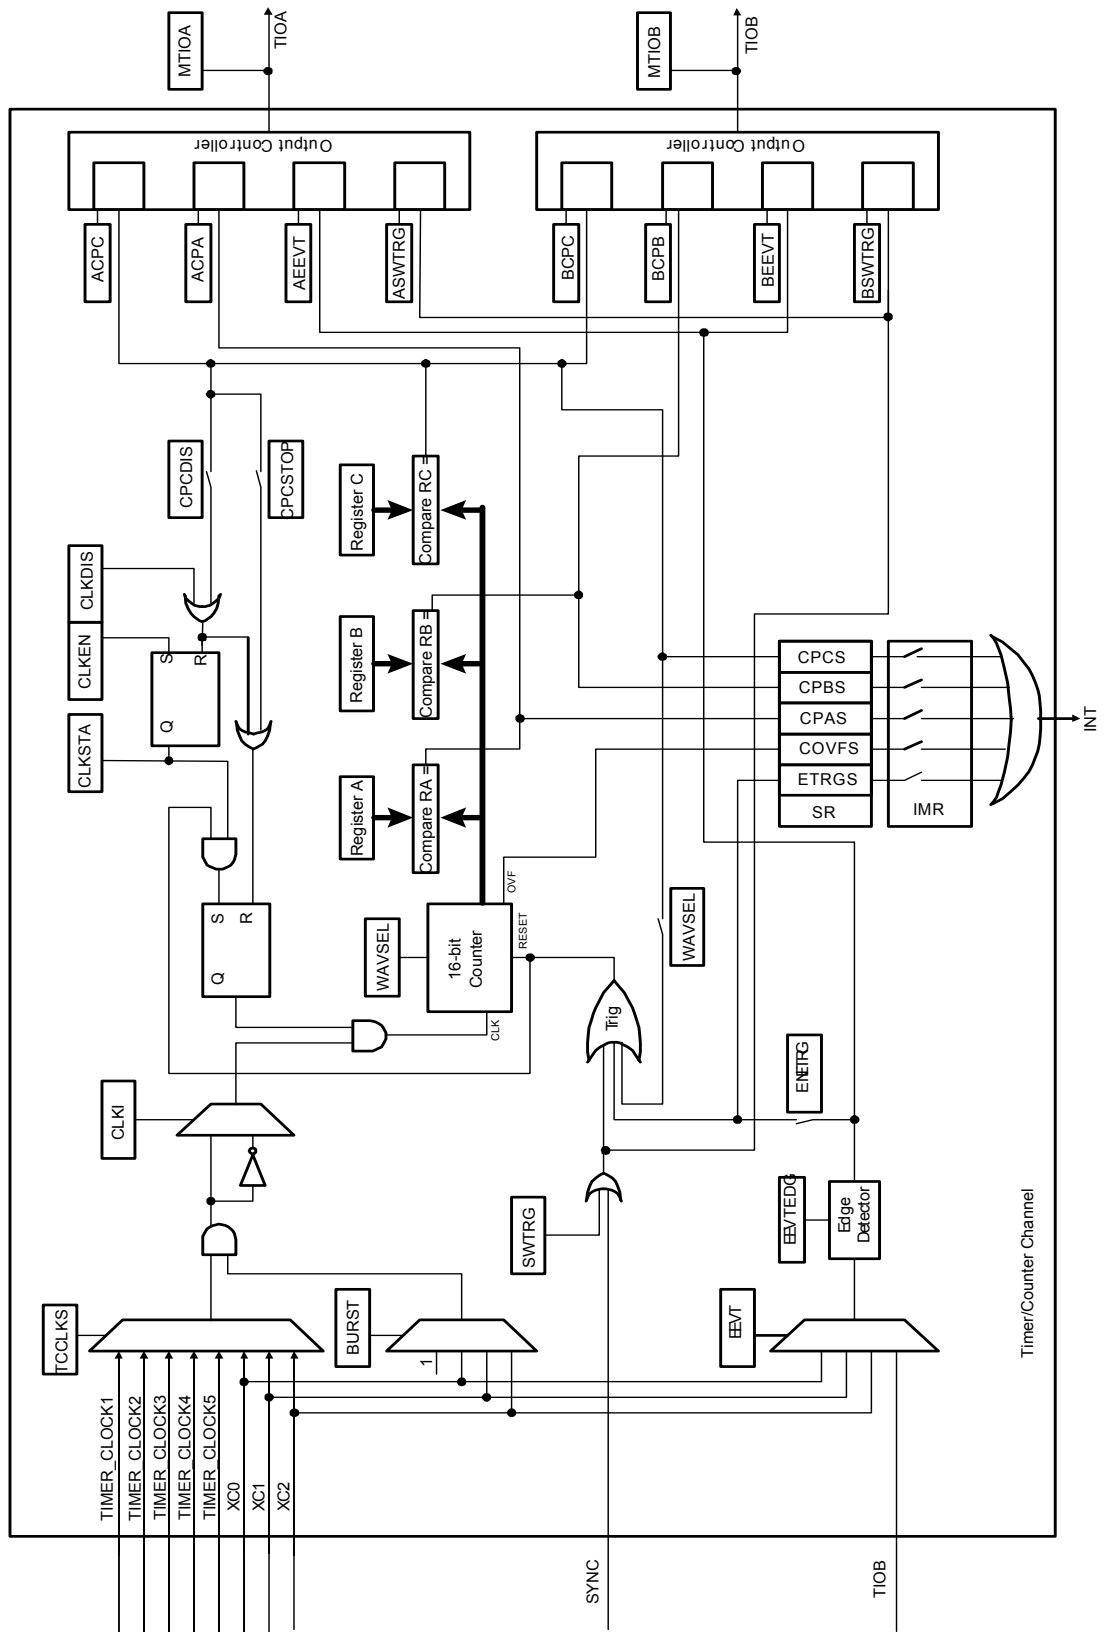 TIOA
MTIOA
TIOB
MTIOB
Output Controller
Output Controller
ACPC
ACPA
AEEVT
ASWTRG
BCPC
BCPB
BEEVT
BSWTRG
CPCDIS
CPCSTOP
CLKDIS
CLKEN
CLKSTA
S
R
Q
S
R
Q
Register C
Compare RC =
Register B
Compare RB =
Register A
Compare RA =
CPCS
CPBS
CPAS
COVFS
ETRGS
SR
IMR
INT
OVF
RESET
CLK
WAVSEL
16-bit
Counter
WAVSEL
Trig
ENETRG
CLKI
SWTRG
EEVTEDG
Edge
Detector
TCCLKS
BURST
1
EEVT
TIMER_CLOCK1
TIMER_CLOCK2
TIMER_CLOCK3
TIMER_CLOCK4
TIMER_CLOCK5
XC0
XC1
XC2
SYNC
TIOB
Timer/Counter Channel